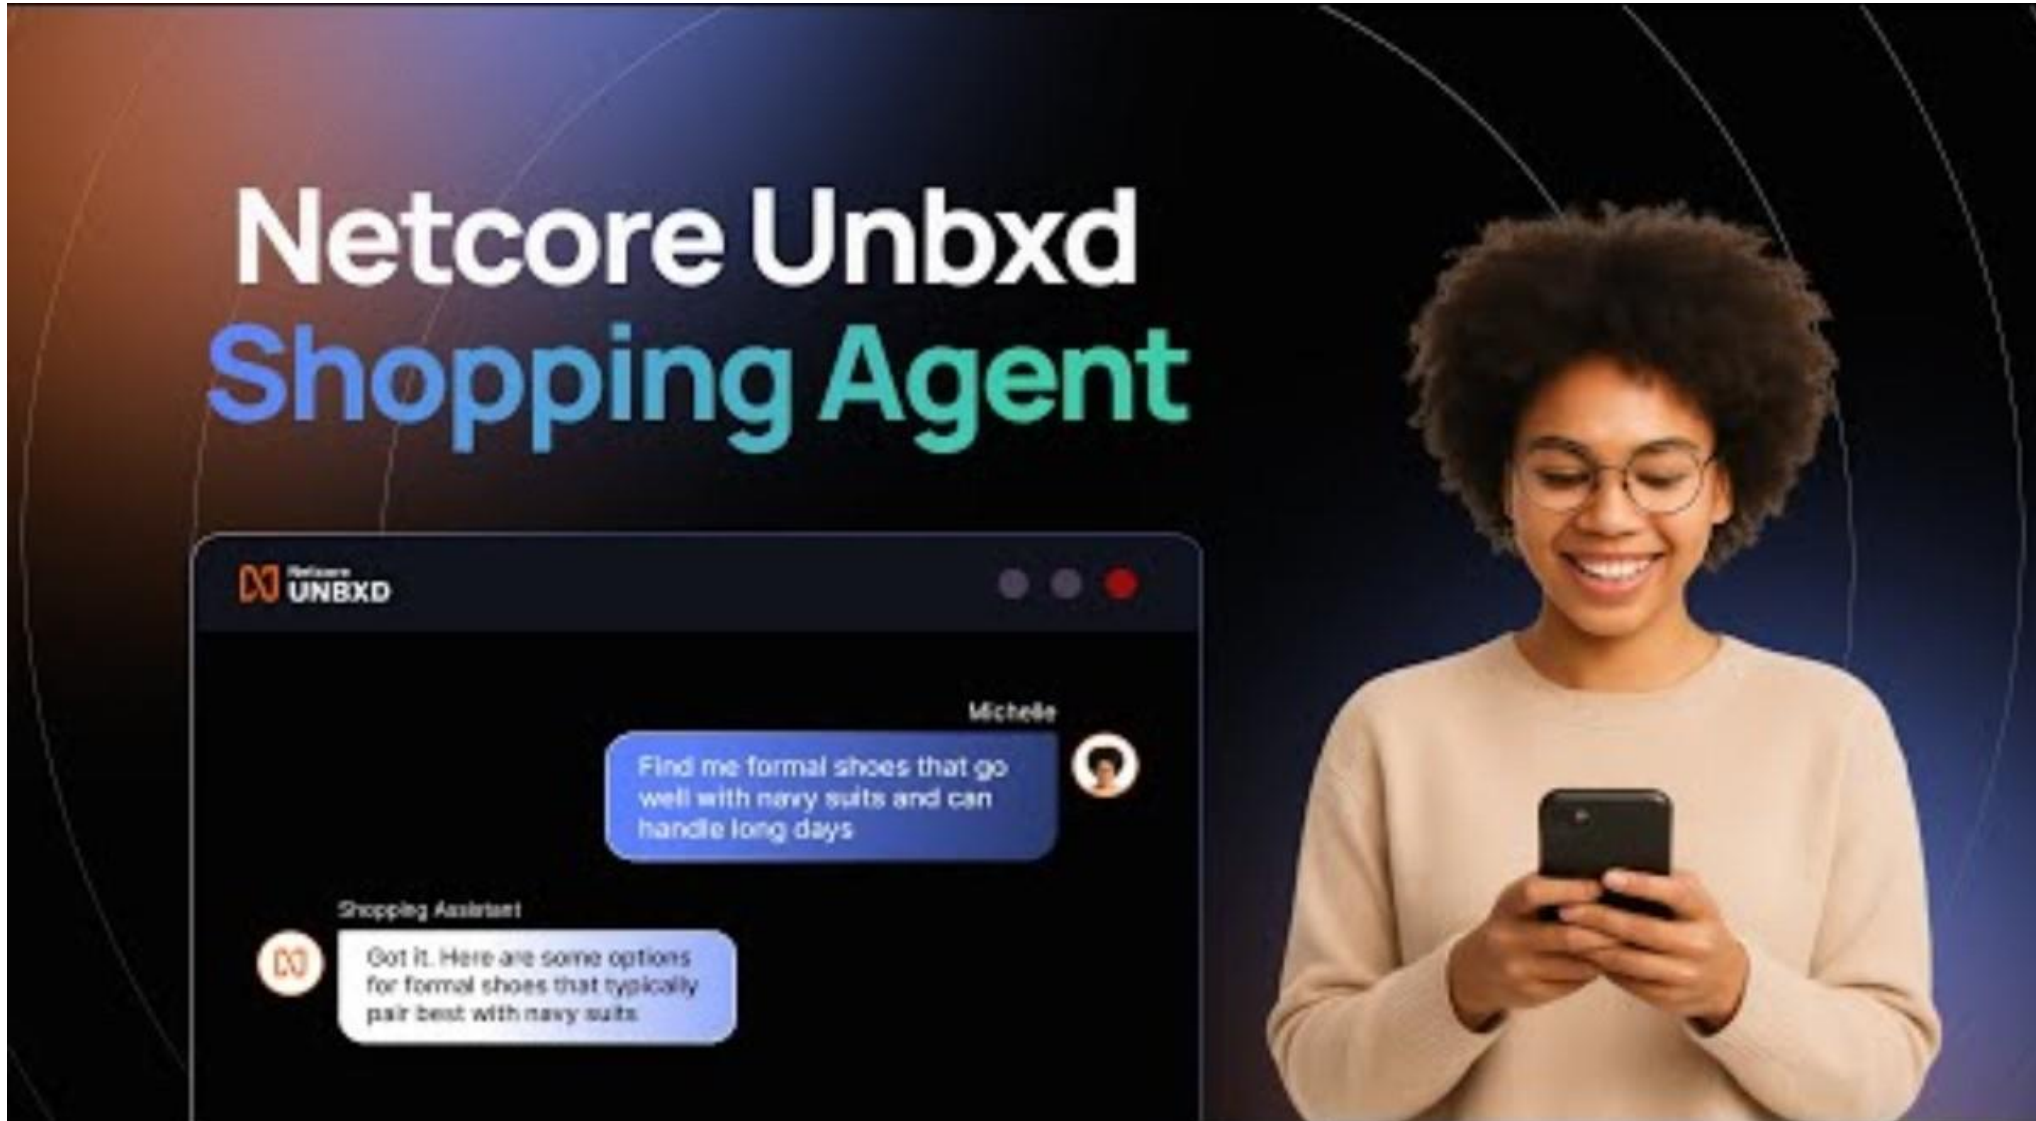 Netcore Unbxd
Shopping Agent
Netcore
UNBXD
Michelle
Find me formal shoes that go
well with navy suits and can
handle long days
Shopping Assistant
Got it. Here are some options
for formal shoes that typically
pair best with navy suits